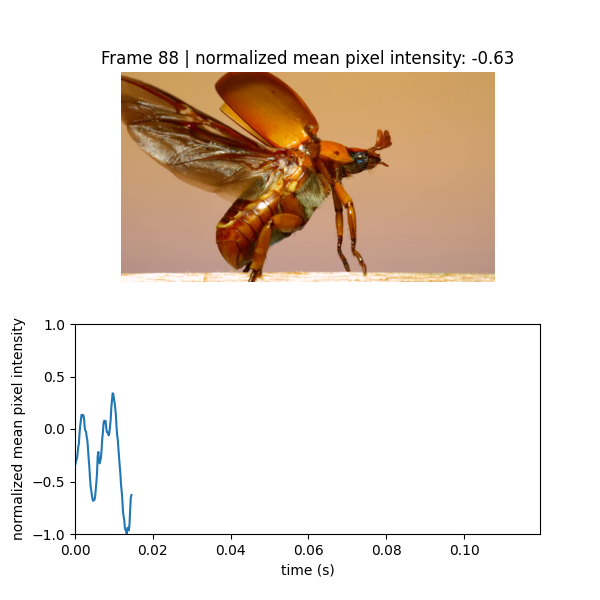 Frame 88 | normalized mean pixel intensity: -0.63
normalized mean pixel intensity
1.0
0.5
0.0
−0.5
−1.0
0.00 0.02 0.04 0.06 0.08 0.10
time (s)